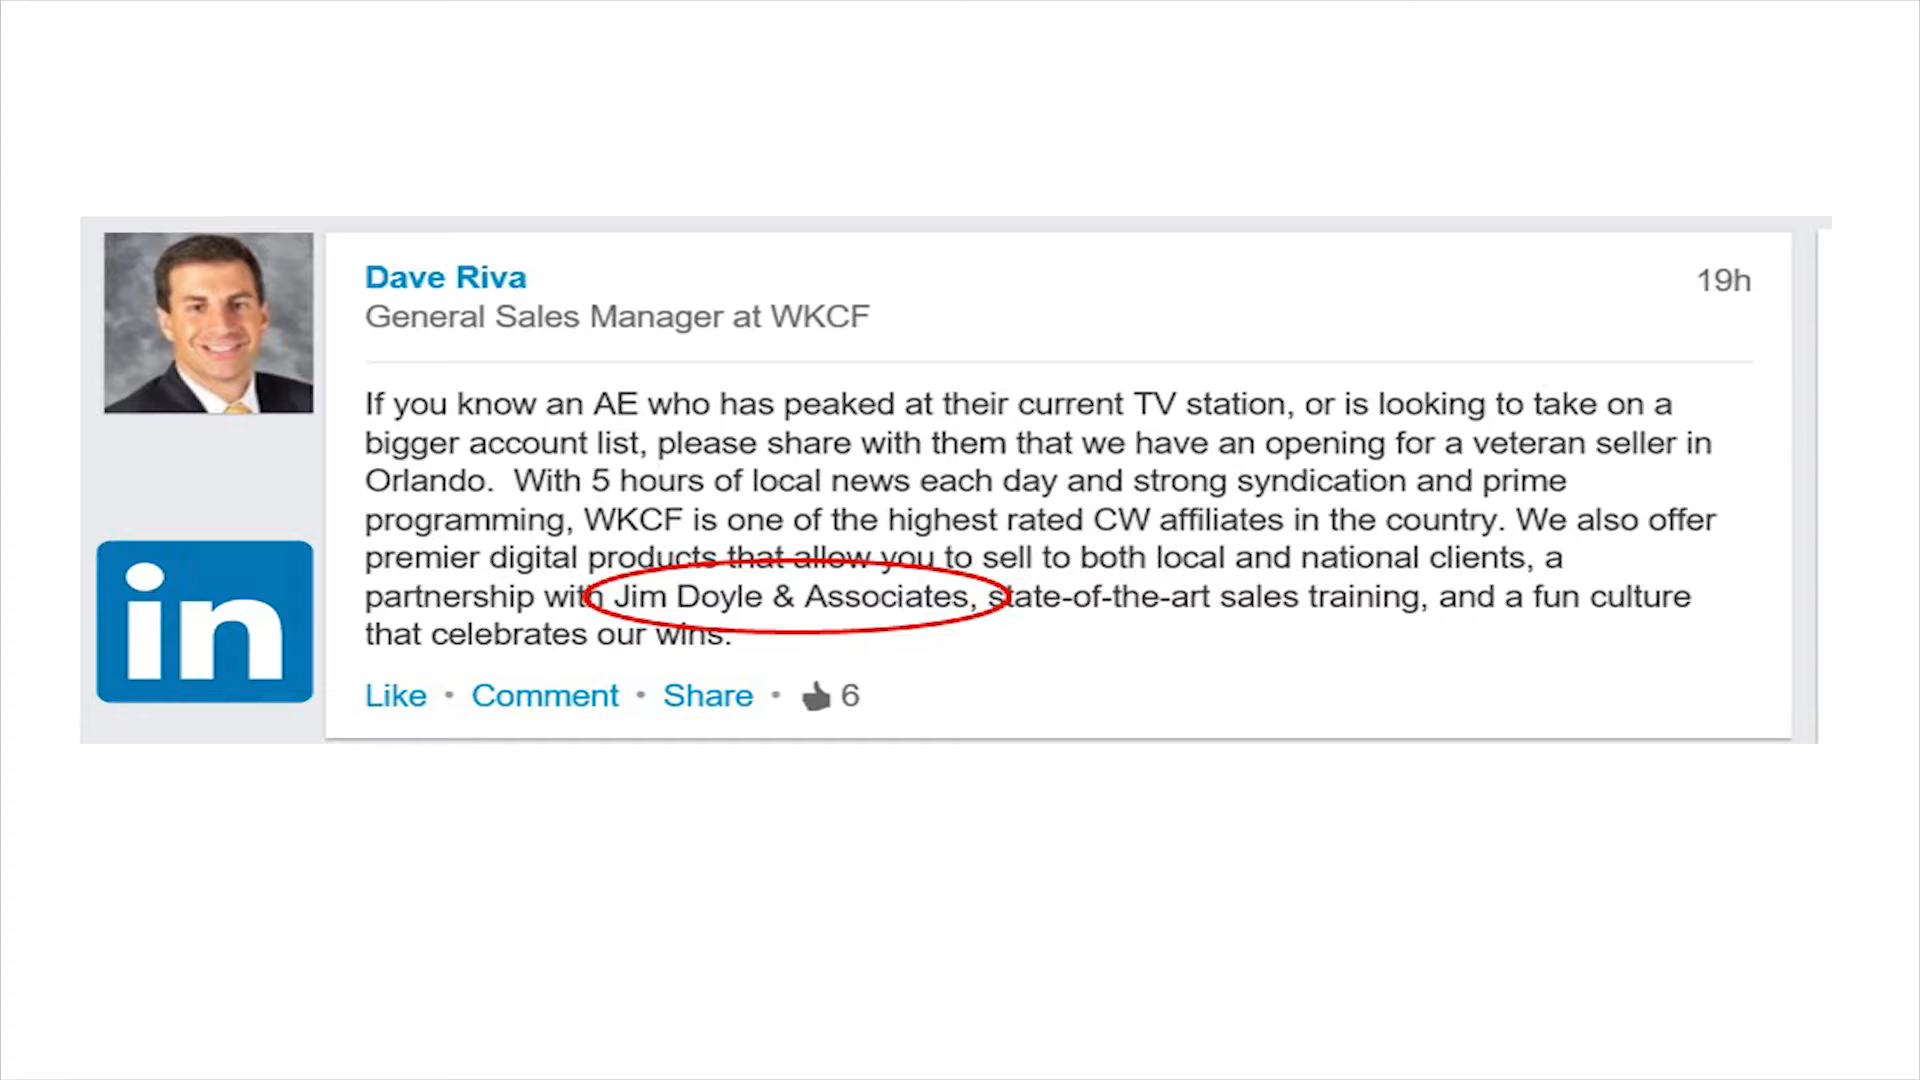 Dave Riva
19h
General Sales Manager at WKCF
If you know an AE who has peaked at their current TV station, or is looking to take on a
bigger account list, please share with them that we have an opening for a veteran seller in
Orlando.  With 5 hours of local news each day and strong syndication and prime
programming, WKCF is one of the highest rated CW affiliates in the country. We also offer
premier digital products that allow you to sell to both local and national clients, a
partnership with Jim Doyle & Associates, state-of-the-art sales training, and a fun culture
that celebrates our wins.
in
Like • Comment • Share • 6